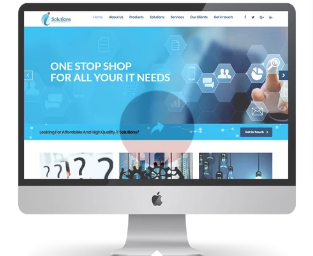 i Solutions
Home About Us Products Solutions Services Our Clients Get In touch
ONE STOP SHOP
FOR ALL YOUR IT NEEDS
Looking For Affordable And High Quality IT Solutions?
Get In Touch
? ? ? ?